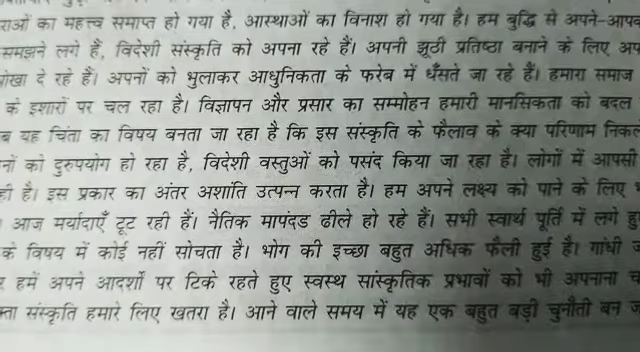 राओं का महत्त्व समाप्त हो गया है, आस्थाओं का विनाश हो गया है। हम बुद्धि से अपने-आपक
समझने लगे हैं, विदेशी संस्कृति को अपना रहे हैं। अपनी झूठी प्रतिष्ठा बनाने के लिए अप
ोखा दे रहे हैं। अपनों को भुलाकर आधुनिकता के फरेब में धँसते जा रहे हैं। हमारा समाज
के इशारों पर चल रहा है। विज्ञापन और प्रसार का सम्मोहन हमारी मानसिकता को बदल
ब यह चिंता का विषय बनता जा रहा है कि इस संस्कृति के फैलाव के क्या परिणाम निकल
नों को दुरुपयोग हो रहा है, विदेशी वस्तुओं को पसंद किया जा रहा है। लोगों में आपसी
ही है। इस प्रकार का अंतर अशांति उत्पन्न करता है। हम अपने लक्ष्य को पाने के लिए
आज मर्यादाएँ टूट रही हैं। नैतिक मापदंड ढीले हो रहे हैं। सभी स्वार्थ पूर्ति में लगे हु
के विषय में कोई नहीं सोचता है। भोग की इच्छा बहुत अधिक फैली हुई है। गांधी ज
र हमें अपने आदर्शों पर टिके रहते हुए स्वस्थ सांस्कृतिक प्रभावों को भी अपनाना च
क्ता संस्कृति हमारे लिए खतरा है। आने वाले समय में यह एक बहुत बड़ी चुनौती बन ज